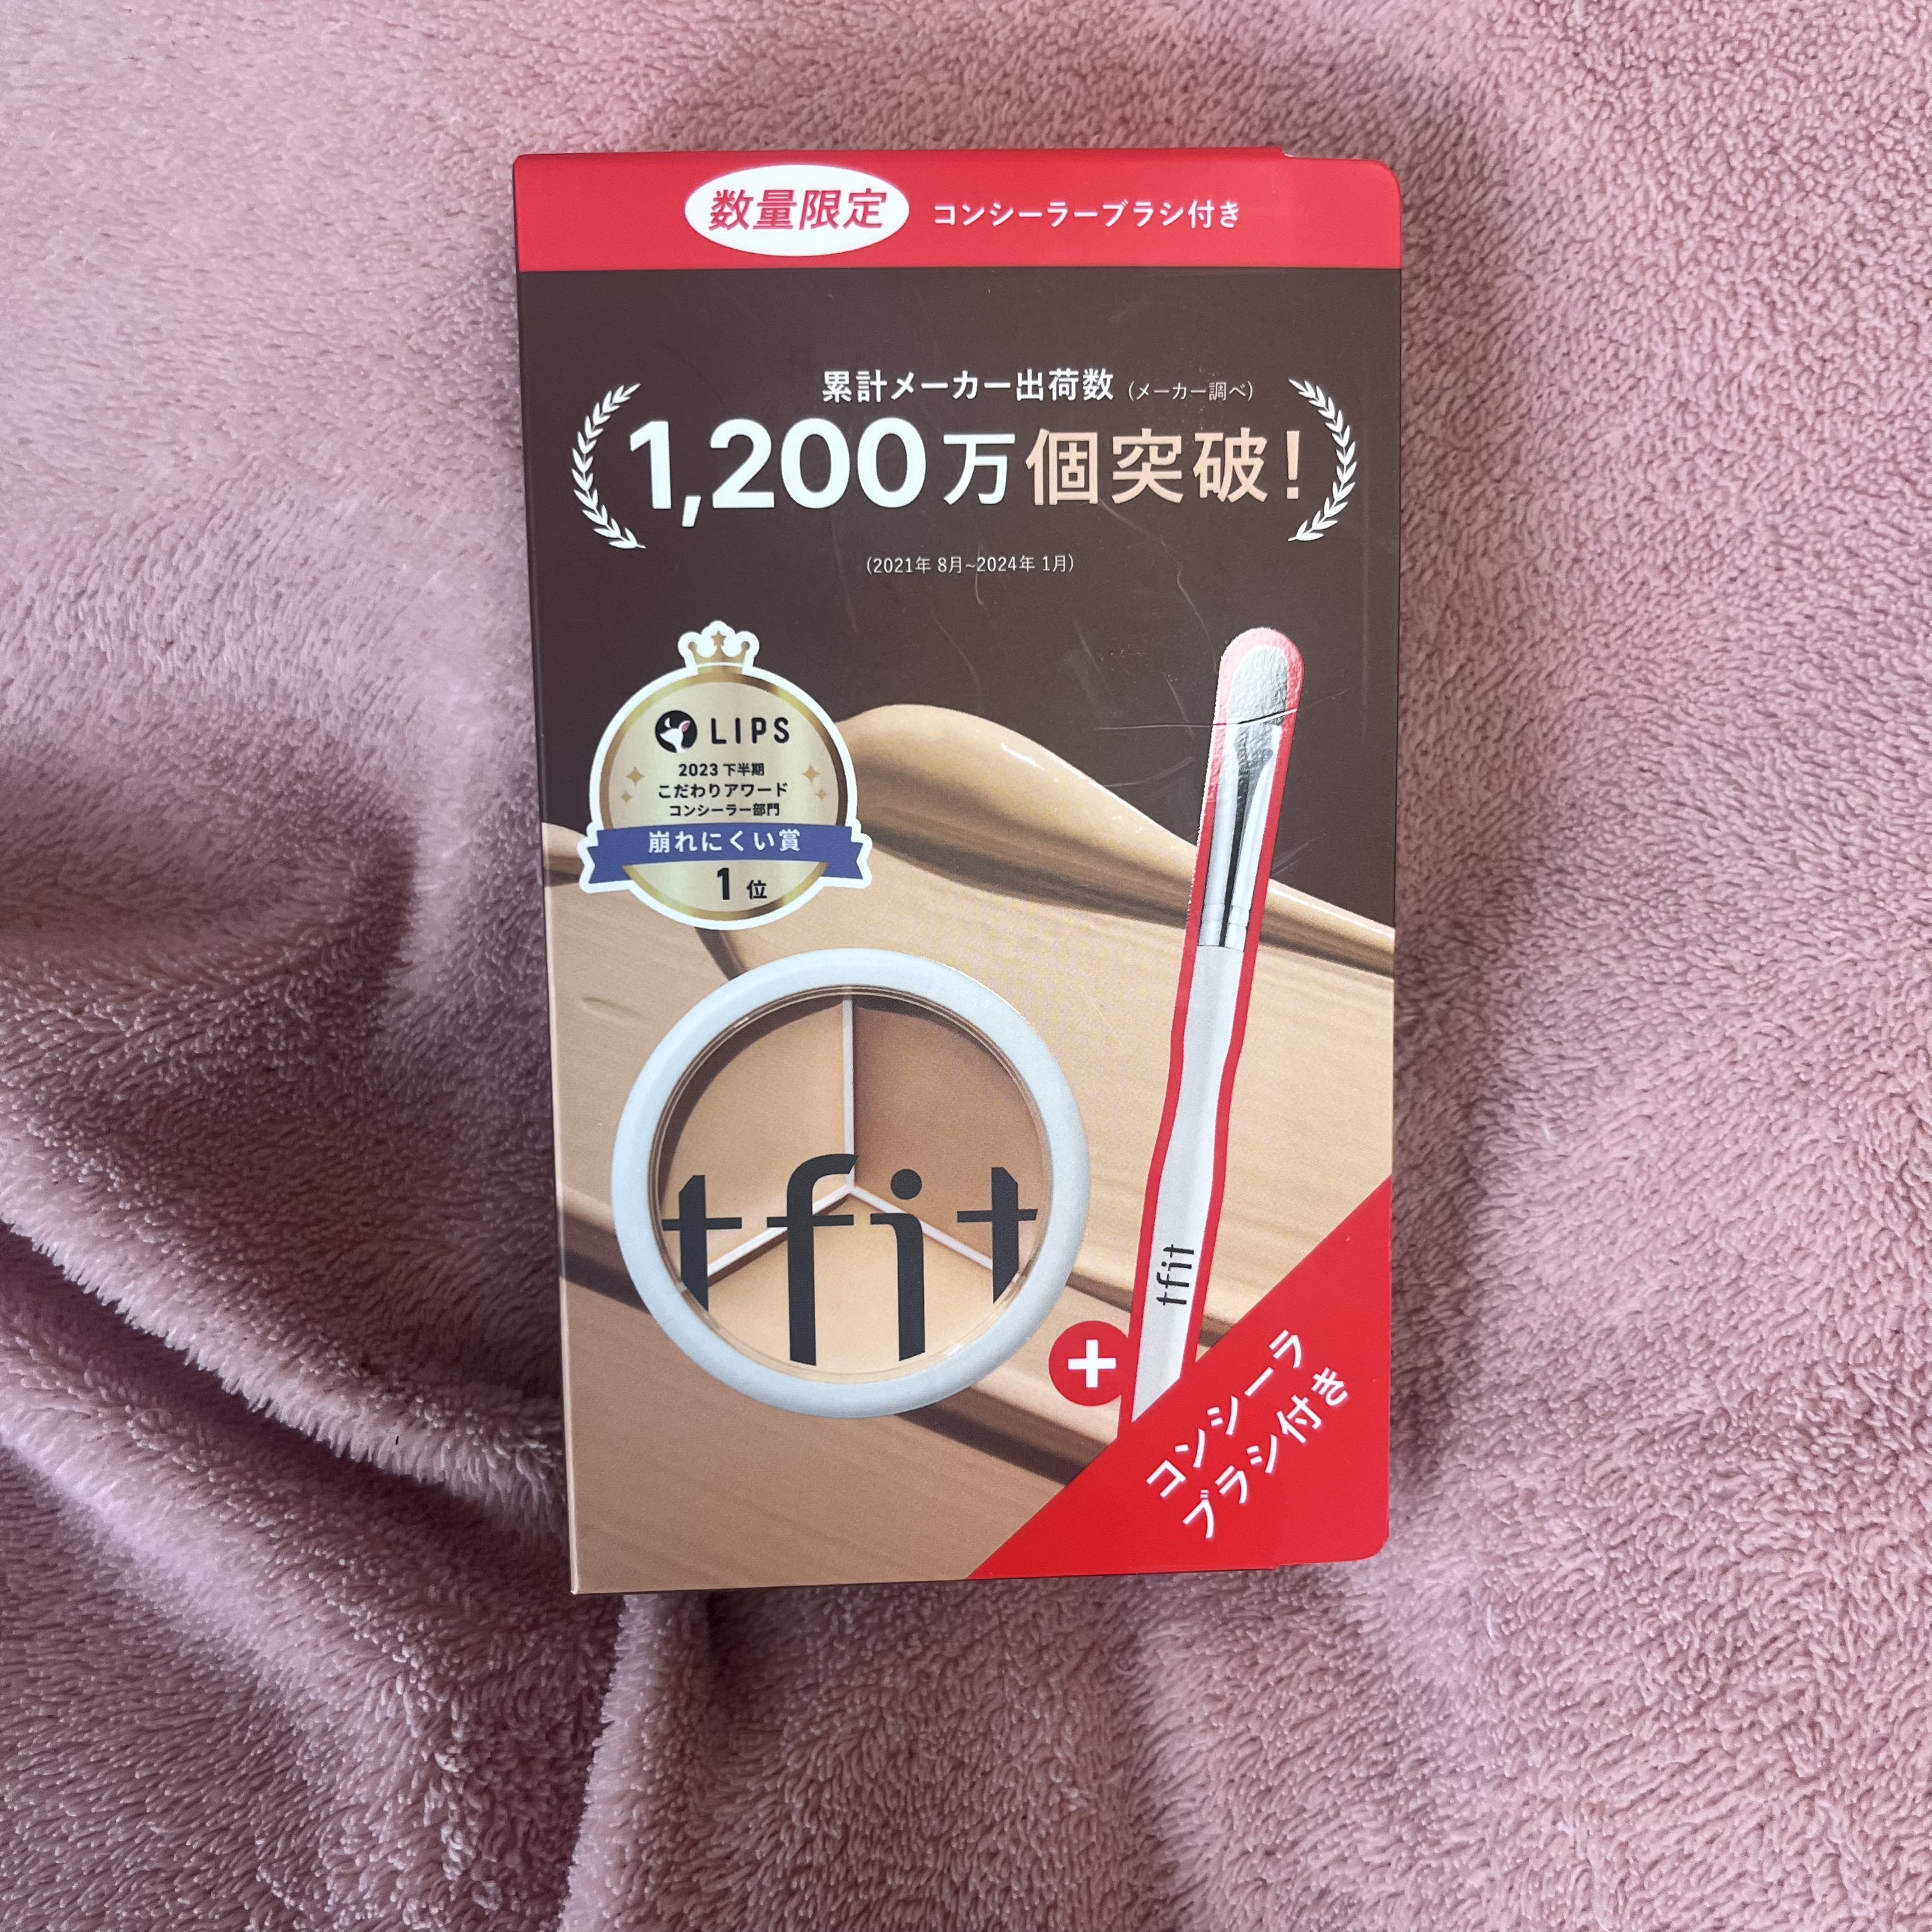 数量限定 コンシーラーブラシ付き
累計メーカー出荷数 (メーカー調べ)
1,200万個突破!
(2021年 8月~2024年 1月)
LIPS
2023 下半期
こだわりアワード
コンシーラー部門
崩れにくい賞
1 位
tfit
tfit
+
コンシーラ
ブラシ付き